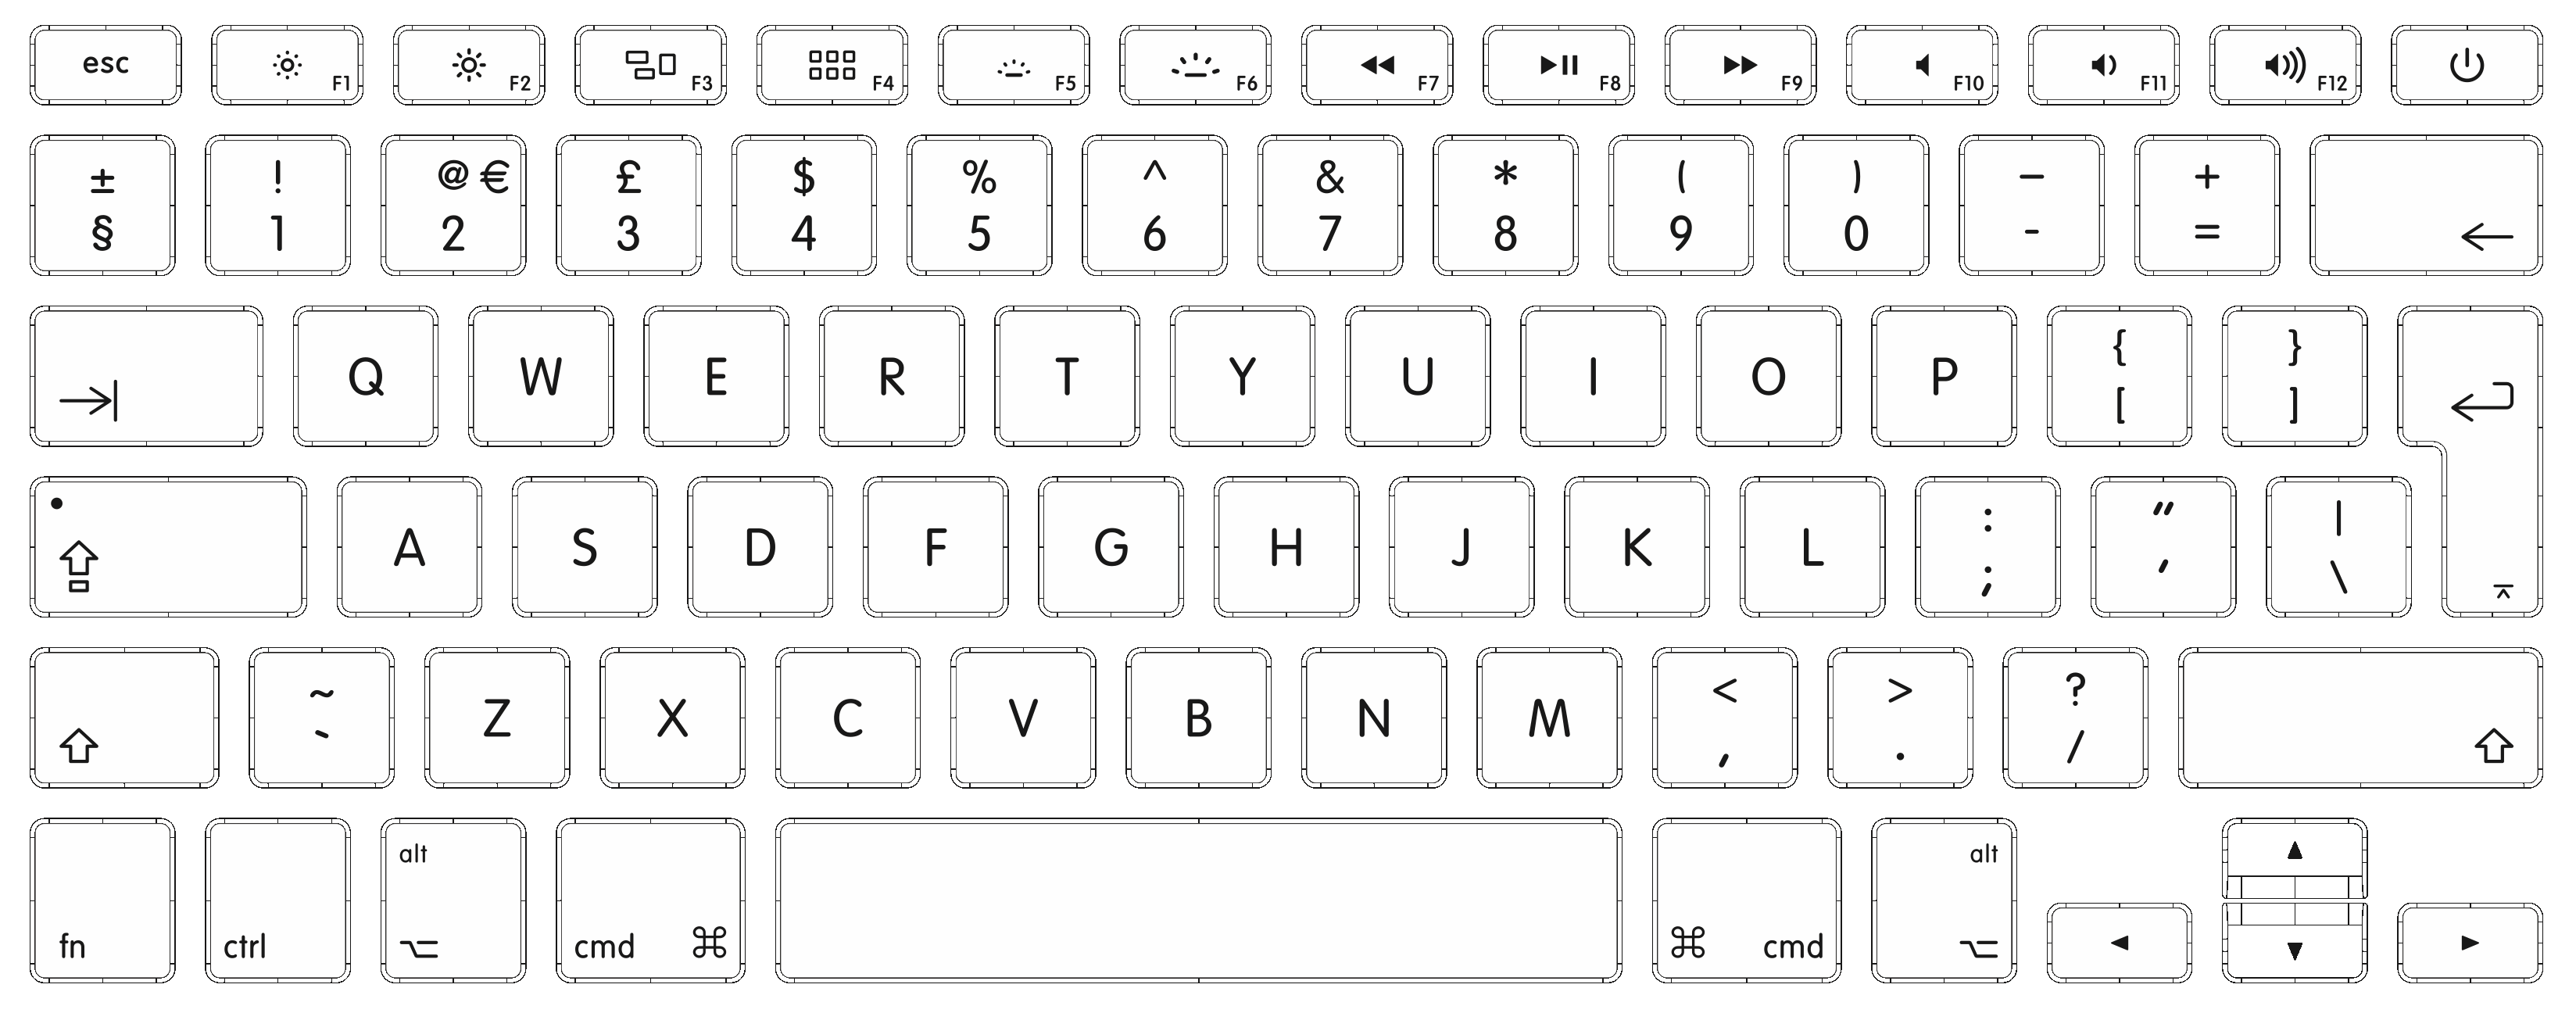 esc F1 F2 F3 F4 F5 F6 F7 F8 F9 F10 F11 F12
± ! @ € £ $ % ^ & * ( ) – +
§ 1 2 3 4 5 6 7 8 9 0 - =
Q W E R T Y U I O P { }
[ ]
A S D F G H J K L : " |
; ' \
~ Z X C V B N M < > ?
` , . /
alt alt
fn ctrl ⌥ cmd ⌘ ⌘ cmd ⌥